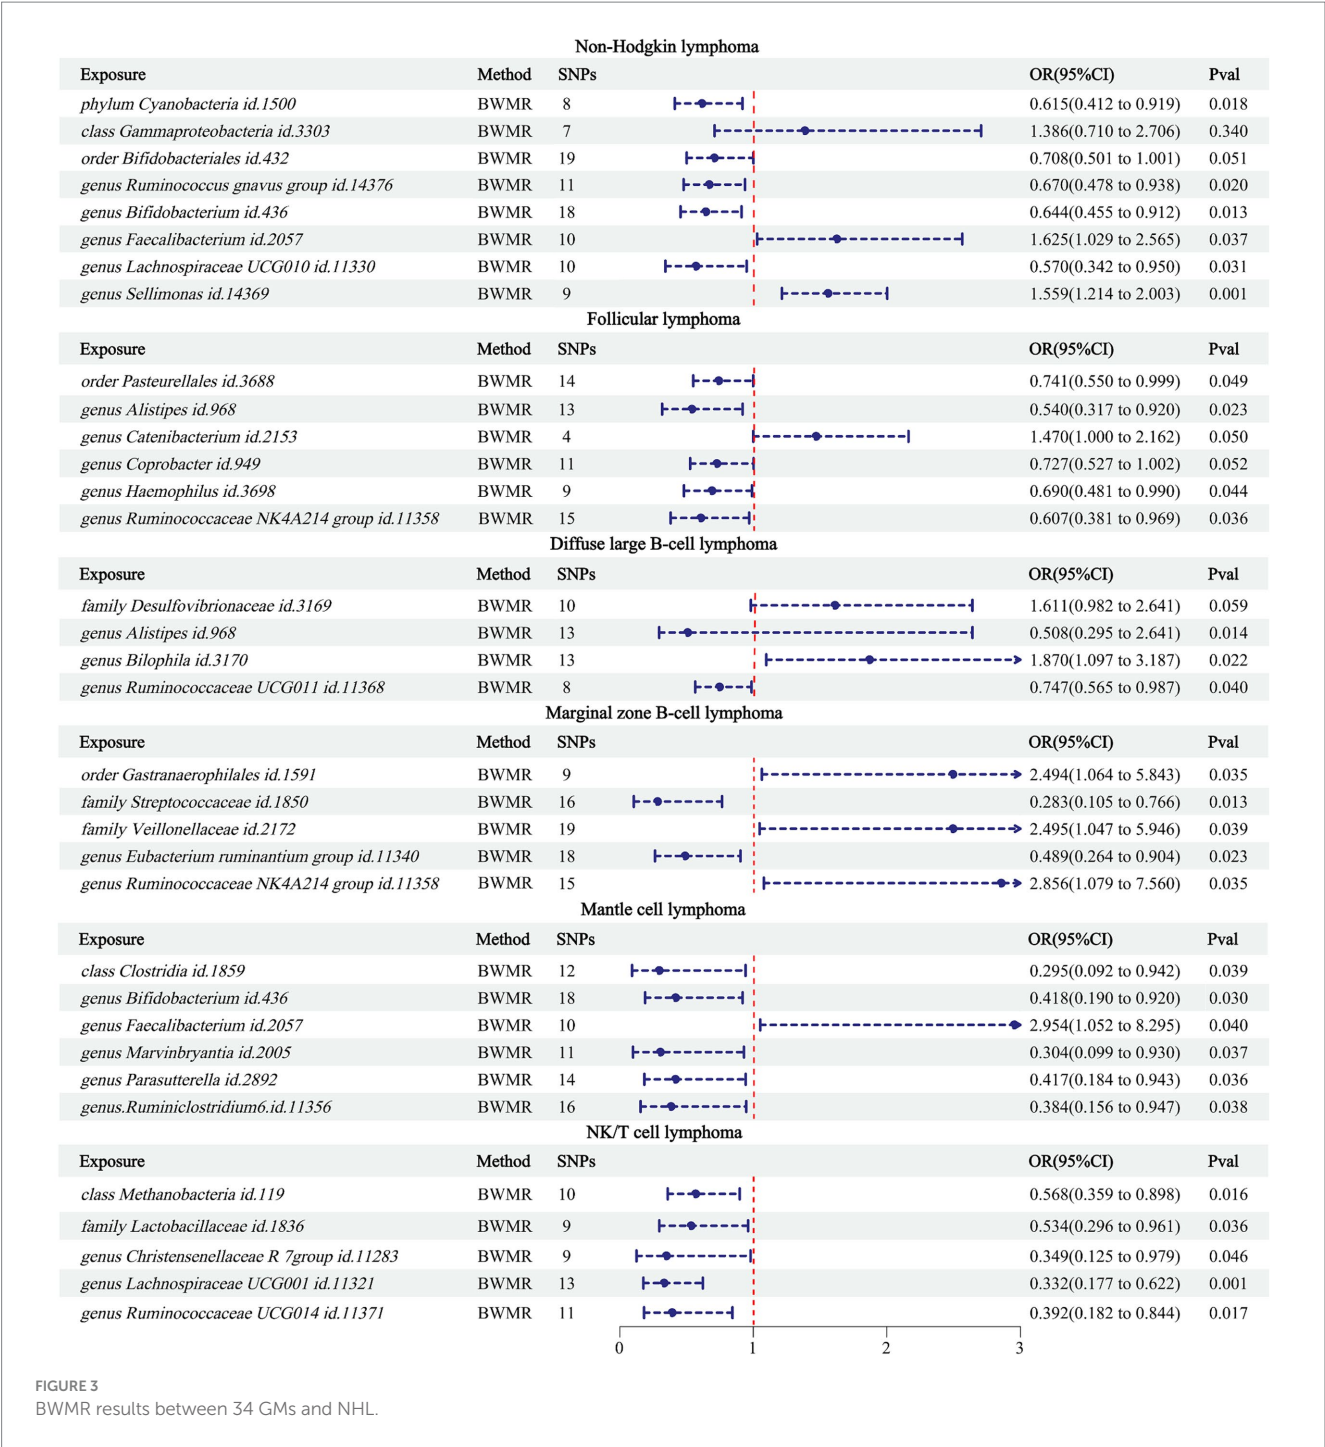 Non-Hodgkin lymphoma
Exposure Method SNPs OR(95%CI) Pval
phylum Cyanobacteria id.1500 BWMR 8 0.615(0.412 to 0.919) 0.018
class Gammaproteobacteria id.3303 BWMR 7 1.386(0.710 to 2.706) 0.340
order Bifidobacteriales id.432 BWMR 19 0.708(0.501 to 1.001) 0.051
genus Ruminococcus gnavus group id.14376 BWMR 11 0.670(0.478 to 0.938) 0.020
genus Bifidobacterium id.436 BWMR 18 0.644(0.455 to 0.912) 0.013
genus Faecalibacterium id.2057 BWMR 10 1.625(1.029 to 2.565) 0.037
genus Lachnospiraceae UCG010 id.11330 BWMR 10 0.570(0.342 to 0.950) 0.031
genus Sellimonas id.14369 BWMR 9 1.559(1.214 to 2.003) 0.001
Follicular lymphoma
Exposure Method SNPs OR(95%CI) Pval
order Pasteurellales id.3688 BWMR 14 0.741(0.550 to 0.999) 0.049
genus Alistipes id.968 BWMR 13 0.540(0.317 to 0.920) 0.023
genus Catenibacterium id.2153 BWMR 4 1.470(1.000 to 2.162) 0.050
genus Coprobacter id.949 BWMR 11 0.727(0.527 to 1.002) 0.052
genus Haemophilus id.3698 BWMR 9 0.690(0.481 to 0.990) 0.044
genus Ruminococcaceae NK4A214 group id.11358 BWMR 15 0.607(0.381 to 0.969) 0.036
Diffuse large B-cell lymphoma
Exposure Method SNPs OR(95%CI) Pval
family Desulfovibrionaceae id.3169 BWMR 10 1.611(0.982 to 2.641) 0.059
genus Alistipes id.968 BWMR 13 0.508(0.295 to 2.641) 0.014
genus Bilophila id.3170 BWMR 13 1.870(1.097 to 3.187) 0.022
genus Ruminococcaceae UCG011 id.11368 BWMR 8 0.747(0.565 to 0.987) 0.040
Marginal zone B-cell lymphoma
Exposure Method SNPs OR(95%CI) Pval
order Gastranaerophilales id.1591 BWMR 9 2.494(1.064 to 5.843) 0.035
family Streptococcaceae id.1850 BWMR 16 0.283(0.105 to 0.766) 0.013
family Veillonellaceae id.2172 BWMR 19 2.495(1.047 to 5.946) 0.039
genus Eubacterium ruminantium group id.11340 BWMR 18 0.489(0.264 to 0.904) 0.023
genus Ruminococcaceae NK4A214 group id.11358 BWMR 15 2.856(1.079 to 7.560) 0.035
Mantle cell lymphoma
Exposure Method SNPs OR(95%CI) Pval
class Clostridia id.1859 BWMR 12 0.295(0.092 to 0.942) 0.039
genus Bifidobacterium id.436 BWMR 18 0.418(0.190 to 0.920) 0.030
genus Faecalibacterium id.2057 BWMR 10 2.954(1.052 to 8.295) 0.040
genus Marvinbryantia id.2005 BWMR 11 0.304(0.099 to 0.930) 0.037
genus Parasutterella id.2892 BWMR 14 0.417(0.184 to 0.943) 0.036
genus.Ruminiclostridium6.id.11356 BWMR 16 0.384(0.156 to 0.947) 0.038
NK/T cell lymphoma
Exposure Method SNPs OR(95%CI) Pval
class Methanobacteria id.119 BWMR 10 0.568(0.359 to 0.898) 0.016
family Lactobacillaceae id.1836 BWMR 9 0.534(0.296 to 0.961) 0.036
genus Christensenellaceae R 7group id.11283 BWMR 9 0.349(0.125 to 0.979) 0.046
genus Lachnospiraceae UCG001 id.11321 BWMR 13 0.332(0.177 to 0.622) 0.001
genus Ruminococcaceae UCG014 id.11371 BWMR 11 0.392(0.182 to 0.844) 0.017
0 1 2 3
FIGURE 3
BWMR results between 34 GMs and NHL.